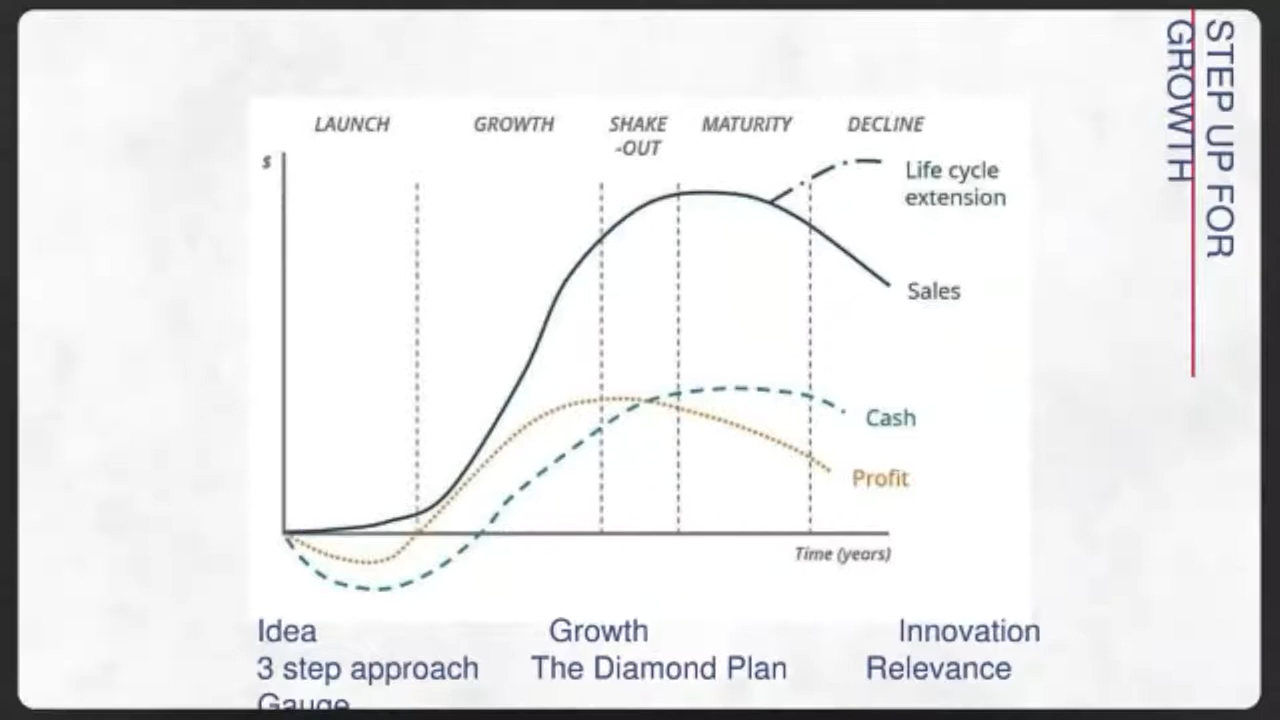 STEP UP FOR
GROWTH
LAUNCH
GROWTH
SHAKE
-OUT
MATURITY
DECLINE
$
Life cycle
extension
Sales
Cash
Profit
Time (years)
Idea Growth Innovation
3 step approach The Diamond Plan Relevance
Gauge